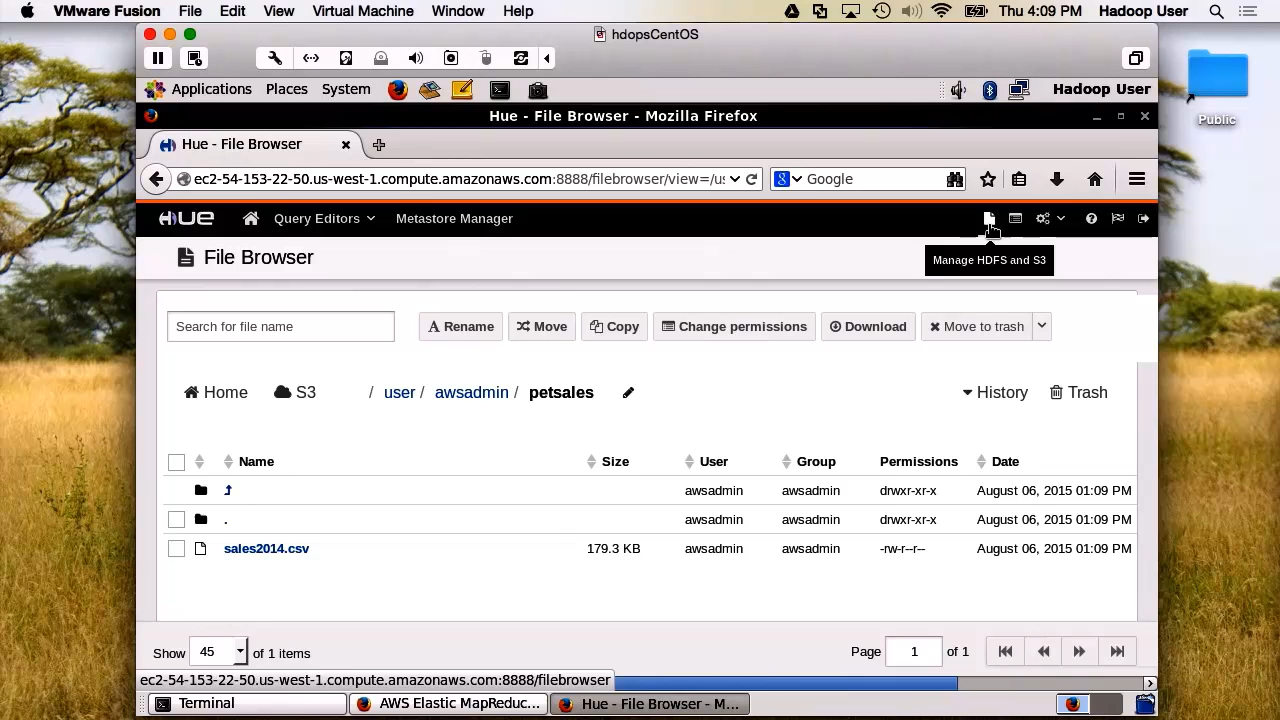 VMware Fusion File Edit View Virtual Machine Window Help Thu 4:09 PM Hadoop User
hdopsCentOS
Applications Places System Hadoop User
Hue - File Browser - Mozilla Firefox
Hue - File Browser
ec2-54-153-22-50.us-west-1.compute.amazonaws.com:8888/filebrowser/view=/us
Google
HUE Query Editors Metastore Manager
File Browser
Manage HDFS and S3
Search for file name Rename Move Copy Change permissions Download Move to trash
Home S3 / user / awsadmin / petsales History Trash
Name Size User Group Permissions Date
awsadmin awsadmin drwxr-xr-x August 06, 2015 01:09 PM
. awsadmin awsadmin drwxr-xr-x August 06, 2015 01:09 PM
sales2014.csv 179.3 KB awsadmin awsadmin -rw-r--r-- August 06, 2015 01:09 PM
Show 45 of 1 items Page 1 of 1
ec2-54-153-22-50.us-west-1.compute.amazonaws.com:8888/filebrowser
Terminal AWS Elastic MapReduc... Hue - File Browser - M...
Public